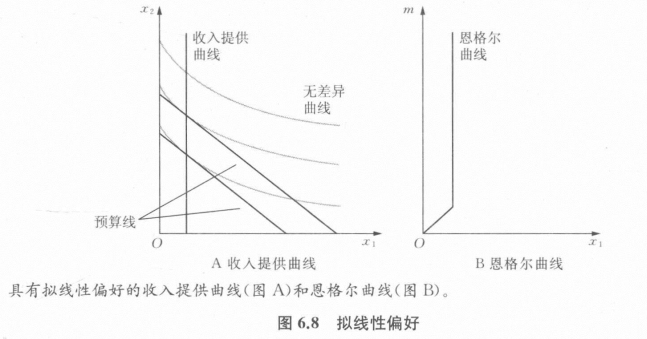 x₂
收入提供
曲线
无差异
曲线
预算线
O
x₁
A 收入提供曲线
m
恩格尔
曲线
O
x₁
B 恩格尔曲线
具有拟线性偏好的收入提供曲线(图 A)和恩格尔曲线(图 B)。
图 6.8 拟线性偏好